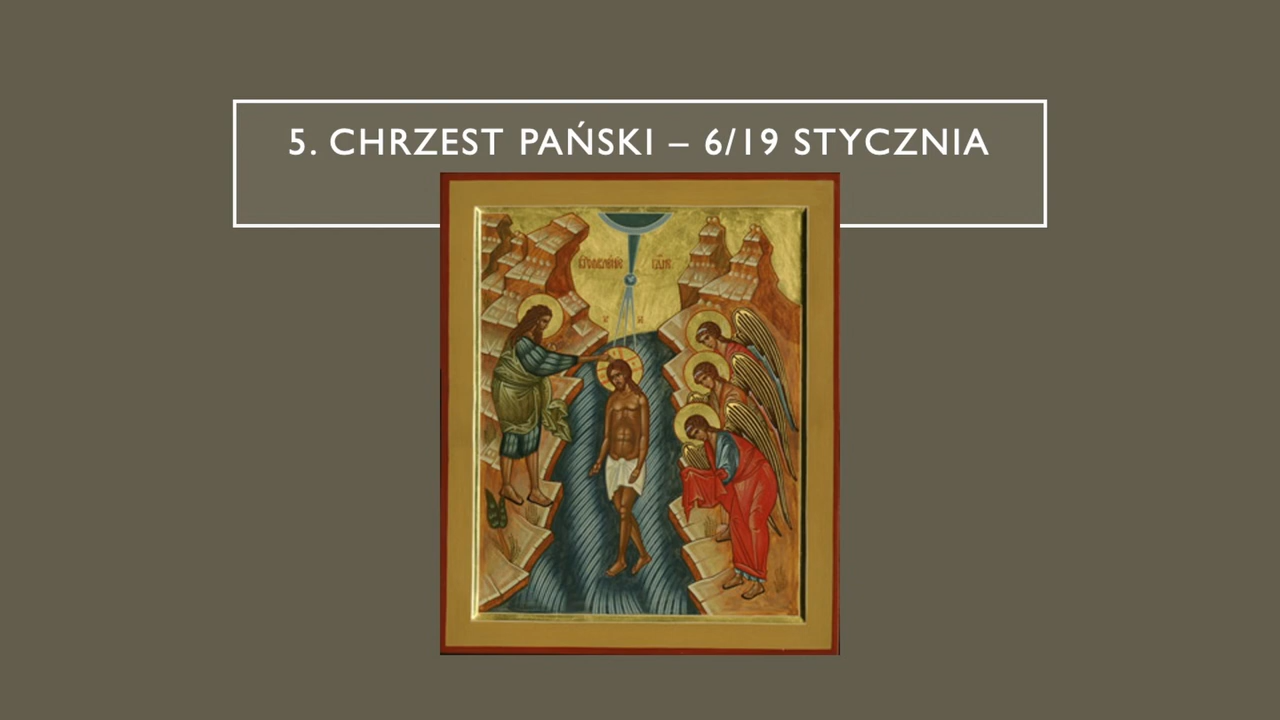 5. CHRZEST PAŃSKI – 6/19 STYCZNIA